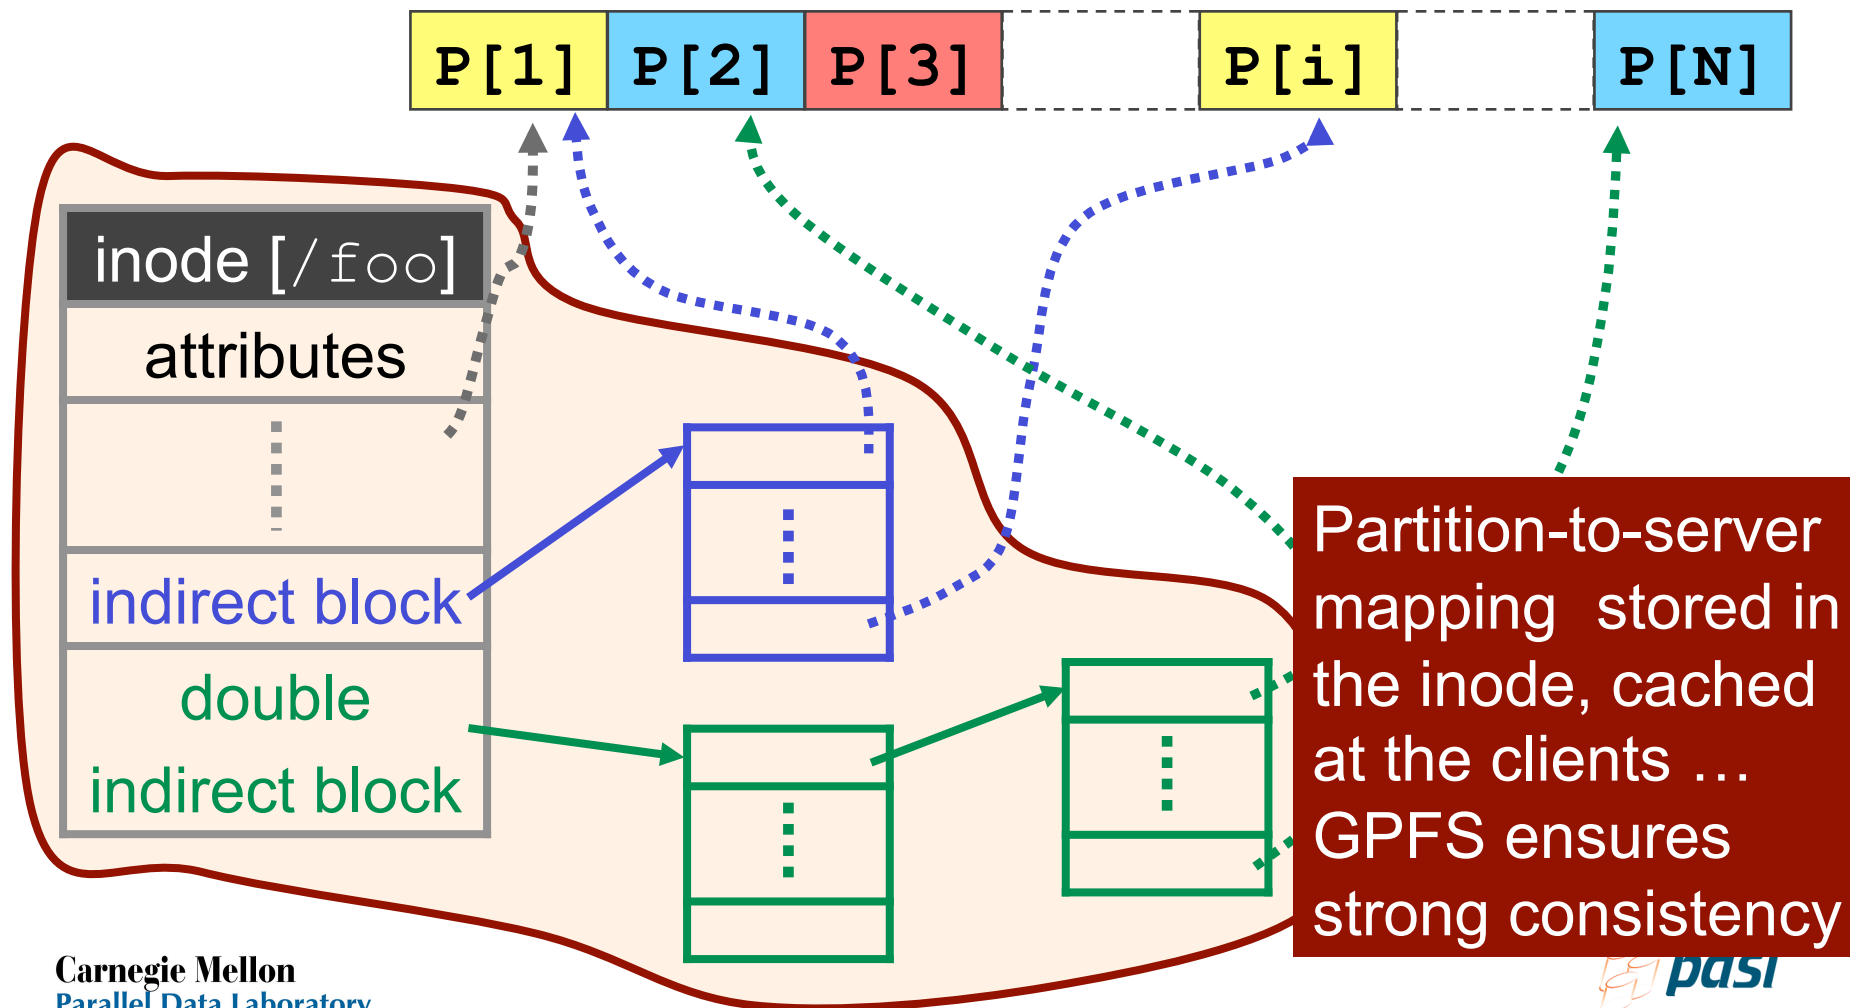 P[1] P[2] P[3] P[i] P[N]
inode [/foo]
attributes
indirect block
double
indirect block
Partition-to-server
mapping stored in
the inode, cached
at the clients …
GPFS ensures
strong consistency
Carnegie Mellon
Parallel Data Laboratory
pdsi